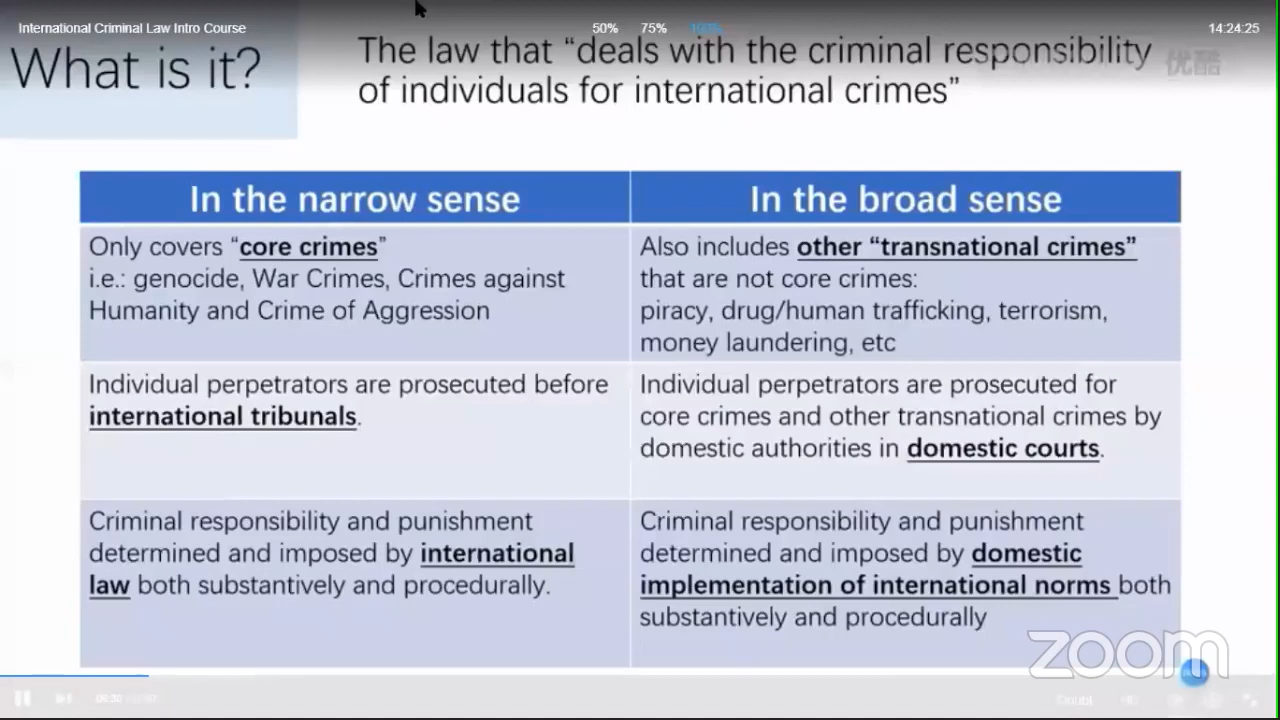 International Criminal Law Intro Course
50% 75% 100%
14:24:25
What is it?
The law that “deals with the criminal responsibility
of individuals for international crimes”
优酷
In the narrow sense
In the broad sense
Only covers “core crimes”
i.e.: genocide, War Crimes, Crimes against
Humanity and Crime of Aggression
Also includes other “transnational crimes”
that are not core crimes:
piracy, drug/human trafficking, terrorism,
money laundering, etc
Individual perpetrators are prosecuted before
international tribunals.
Individual perpetrators are prosecuted for
core crimes and other transnational crimes by
domestic authorities in domestic courts.
Criminal responsibility and punishment
determined and imposed by international
law both substantively and procedurally.
Criminal responsibility and punishment
determined and imposed by domestic
implementation of international norms both
substantively and procedurally
zoom